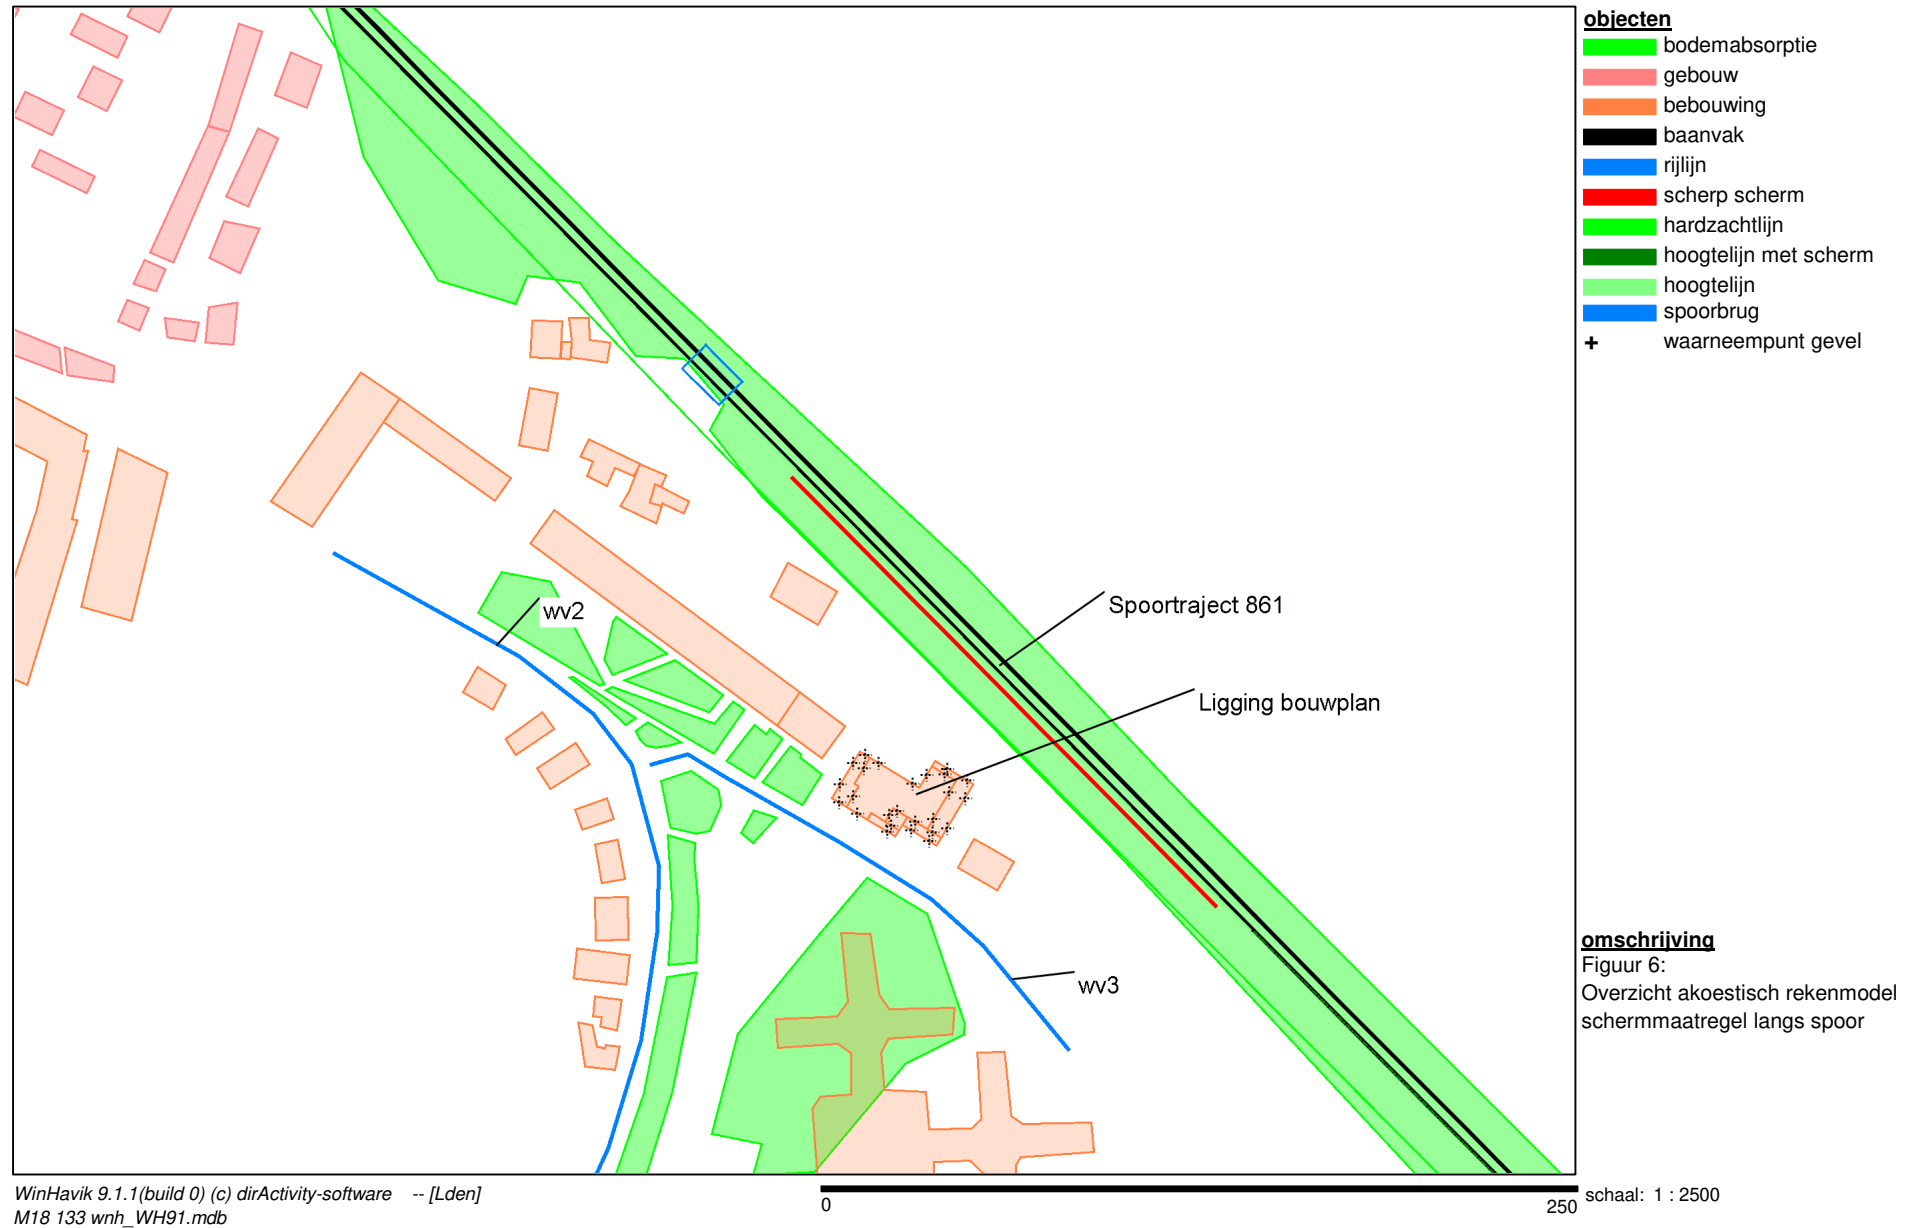 objecten
bodemabsorptie
gebouw
bebouwing
baanvak
rijlijn
scherp scherm
hardzachtlijn
hoogtelijn met scherm
hoogtelijn
spoorbrug
+ waarneempunt gevel
wv2
Spoortraject 861
Ligging bouwplan
wv3
omschrijving
Figuur 6:
Overzicht akoestisch rekenmodel
schermmaatregel langs spoor
WinHavik 9.1.1(build 0) (c) dirActivity-software -- [Lden]
M18 133 wnh_WH91.mdb
0 250
schaal: 1 : 2500